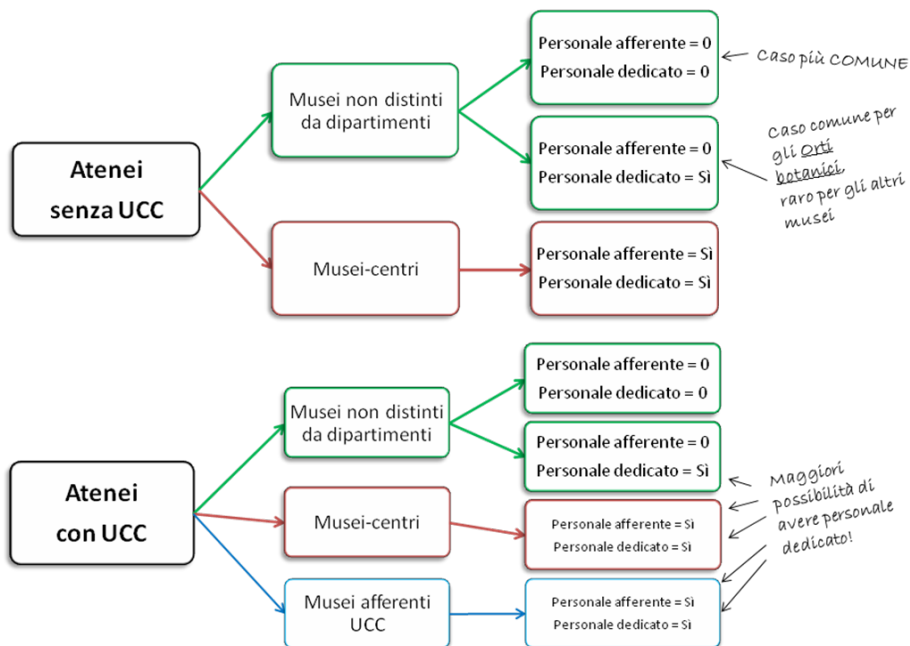 Personale afferente = 0
Personale dedicato = 0
Caso più COMUNE
Musei non distinti
da dipartimenti
Atenei
senza UCC
Personale afferente = 0
Personale dedicato = Sì
Caso comune per
gli Orti
botanici,
raro per gli altri
musei
Musei-centri
Personale afferente = Sì
Personale dedicato = Sì
Personale afferente = 0
Personale dedicato = 0
Musei non distinti
da dipartimenti
Personale afferente = 0
Personale dedicato = Sì
Atenei
con UCC
Musei-centri
Personale afferente = Sì
Personale dedicato = Sì
Maggiori
possibilità di
avere personale
dedicato!
Musei afferenti
UCC
Personale afferente = Sì
Personale dedicato = Sì